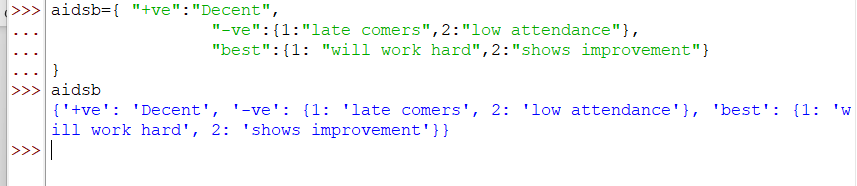 >>> aidsb={ "+ve":"Decent",
...                "-ve":{1:"late comers",2:"low attendance"},
...                "best":{1: "will work hard",2:"shows improvement"}
... }
>>> aidsb
{'+ve': 'Decent', '-ve': {1: 'late comers', 2: 'low attendance'}, 'best': {1: 'w
ill work hard', 2: 'shows improvement'}}
>>>